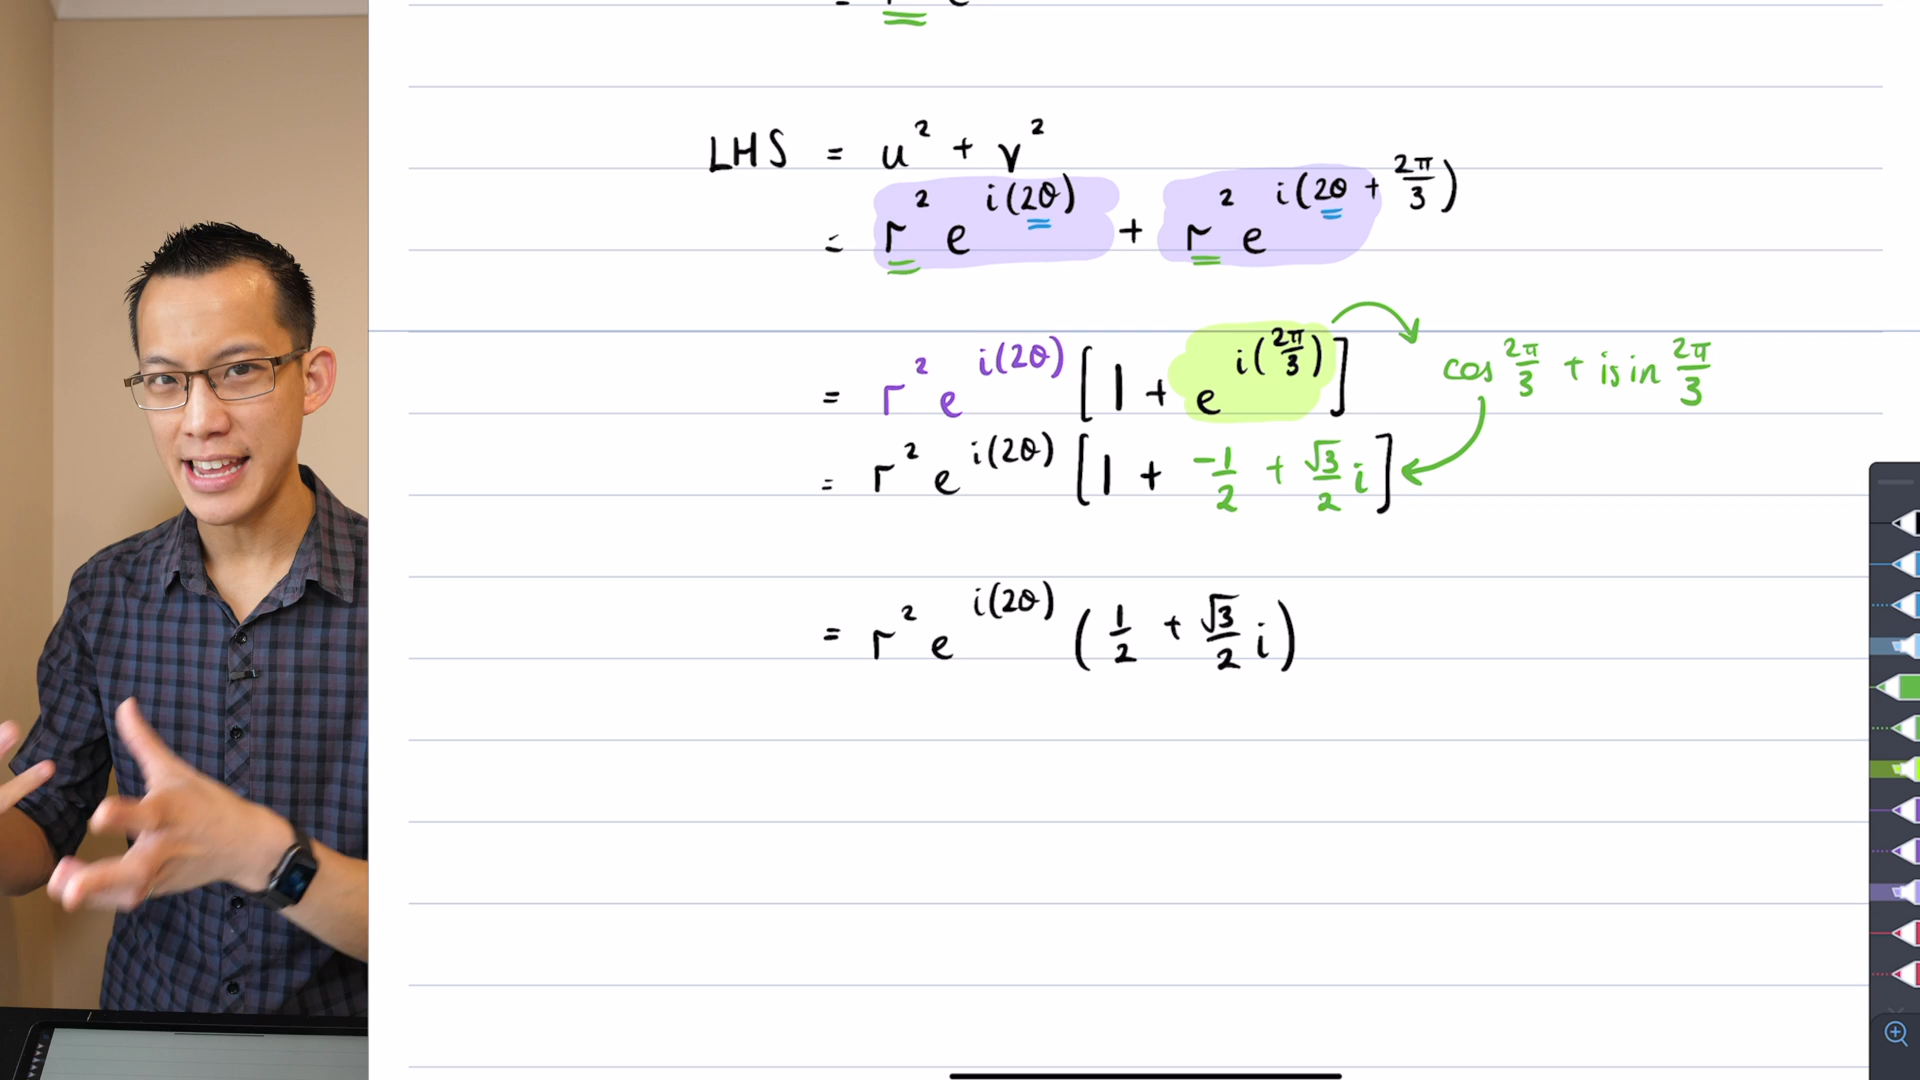 LHS = u² + v²
= r² e^{i(2θ)} + r² e^{i(2θ + 2π/3)}
= r² e^{i(2θ)} [1 + e^{i(2π/3)}] cos 2π/3 + i sin 2π/3
= r² e^{i(2θ)} [1 + -1/2 + √3/2 i]
= r² e^{i(2θ)} (1/2 + √3/2 i)